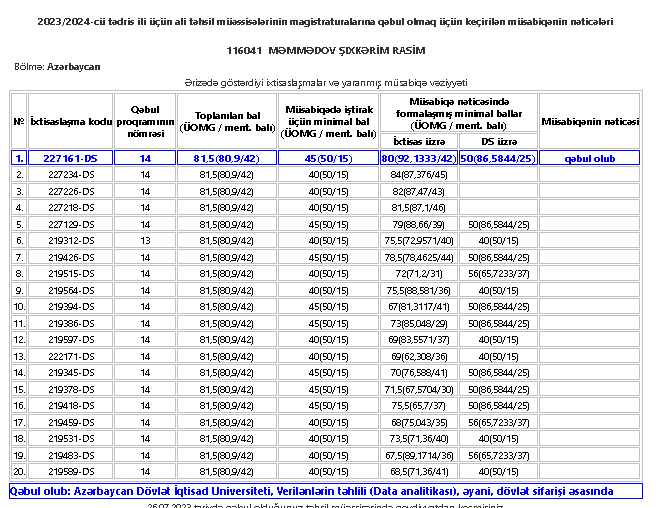 2023/2024-cü tədris ili üçün ali təhsil müəssisələrinin magistraturalarına qəbul olmaq üçün keçirilən müsabiqənin nəticələri
116041 MƏMMƏDOV ŞIXKƏRİM RASİM
Bölmə: Azərbaycan
Ərizədə göstərdiyi ixtisaslaşmalar və yaranmış müsabiqə vəziyyəti
№ İxtisaslaşma kodu Qəbul proqramının nömrəsi Toplanılan bal (ÜOMG / ment. balı) Müsabiqədə iştirak üçün minimal bal (ÜOMG / ment. balı) Müsabiqə nəticəsində formalaşmış minimal ballar (ÜOMG / ment. balı) Müsabiqənin nəticəsi
İxtisas üzrə DS üzrə
1. 227161-DS 14 81,5(80,9/42) 45(50/15) 80(92,1333/42) 50(86,5844/25) qəbul olub
2. 227234-DS 14 81,5(80,9/42) 40(50/15) 84(87,376/45)
3. 227226-DS 14 81,5(80,9/42) 40(50/15) 82(87,47/43)
4. 227218-DS 14 81,5(80,9/42) 40(50/15) 81,5(87,1/46)
5. 227129-DS 14 81,5(80,9/42) 45(50/15) 79(88,66/39) 50(86,5844/25)
6. 219312-DS 13 81,5(80,9/42) 40(50/15) 75,5(72,9571/40) 40(50/15)
7. 219426-DS 14 81,5(80,9/42) 45(50/15) 78,5(78,4625/44) 50(86,5844/25)
8. 219515-DS 14 81,5(80,9/42) 40(50/15) 72(71,2/31) 56(65,7233/37)
9. 219564-DS 14 81,5(80,9/42) 40(50/15) 75,5(88,581/36) 40(50/15)
10. 219394-DS 14 81,5(80,9/42) 45(50/15) 67(81,3117/41) 50(86,5844/25)
11. 219386-DS 14 81,5(80,9/42) 45(50/15) 73(85,048/29) 50(86,5844/25)
12. 219597-DS 14 81,5(80,9/42) 40(50/15) 69(83,5571/37) 40(50/15)
13. 222171-DS 14 81,5(80,9/42) 40(50/15) 69(62,308/36) 40(50/15)
14. 219345-DS 14 81,5(80,9/42) 45(50/15) 70(76,588/41) 50(86,5844/25)
15. 219378-DS 14 81,5(80,9/42) 45(50/15) 71,5(67,5704/30) 50(86,5844/25)
16. 219418-DS 14 81,5(80,9/42) 45(50/15) 75,5(65,7/37) 50(86,5844/25)
17. 219459-DS 14 81,5(80,9/42) 40(50/15) 68(75,043/35) 56(65,7233/37)
18. 219531-DS 14 81,5(80,9/42) 40(50/15) 73,5(71,36/40) 40(50/15)
19. 219483-DS 14 81,5(80,9/42) 40(50/15) 67,5(89,1714/36) 56(65,7233/37)
20. 219589-DS 14 81,5(80,9/42) 40(50/15) 68,5(71,36/41) 40(50/15)
Qəbul olub: Azərbaycan Dövlət İqtisad Universiteti, Verilənlərin təhlili (Data analitikası), əyani, dövlət sifarişi əsasında